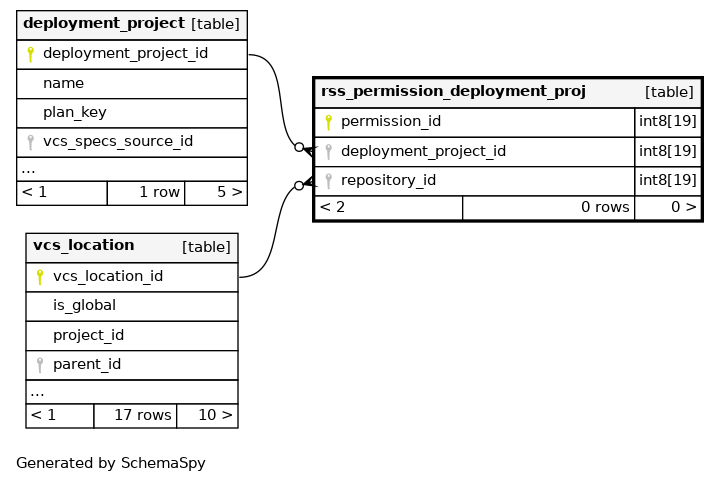 deployment_project [table]
deployment_project_id
name
plan_key
vcs_specs_source_id
...
< 1 1 row 5 >
rss_permission_deployment_proj [table]
permission_id int8[19]
deployment_project_id int8[19]
repository_id int8[19]
< 2 0 rows 0 >
vcs_location [table]
vcs_location_id
is_global
project_id
parent_id
...
< 1 17 rows 10 >
Generated by SchemaSpy